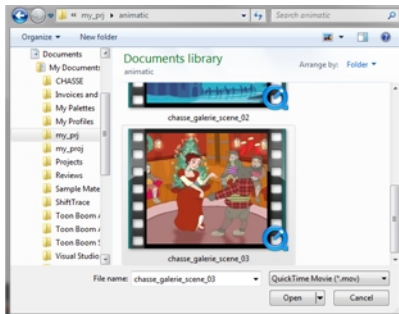 « my_prj ▸ animatic
Search animatic
Organize ▾ New folder
Documents
My Documents
CHASSE
Invoices and
My Palettes
My Profiles
my_prj
my_proj
Projects
Reviews
Sample Mate
ShiftTrace
Toon Boom
Toon Boom
Toon Boom
Visual Studio
Documents library
animatic
Arrange by: Folder ▾
chasse_galerie_scene_02
chasse_galerie_scene_03
File name: chasse_galerie_scene_03
QuickTime Movie (*.mov)
Open
Cancel